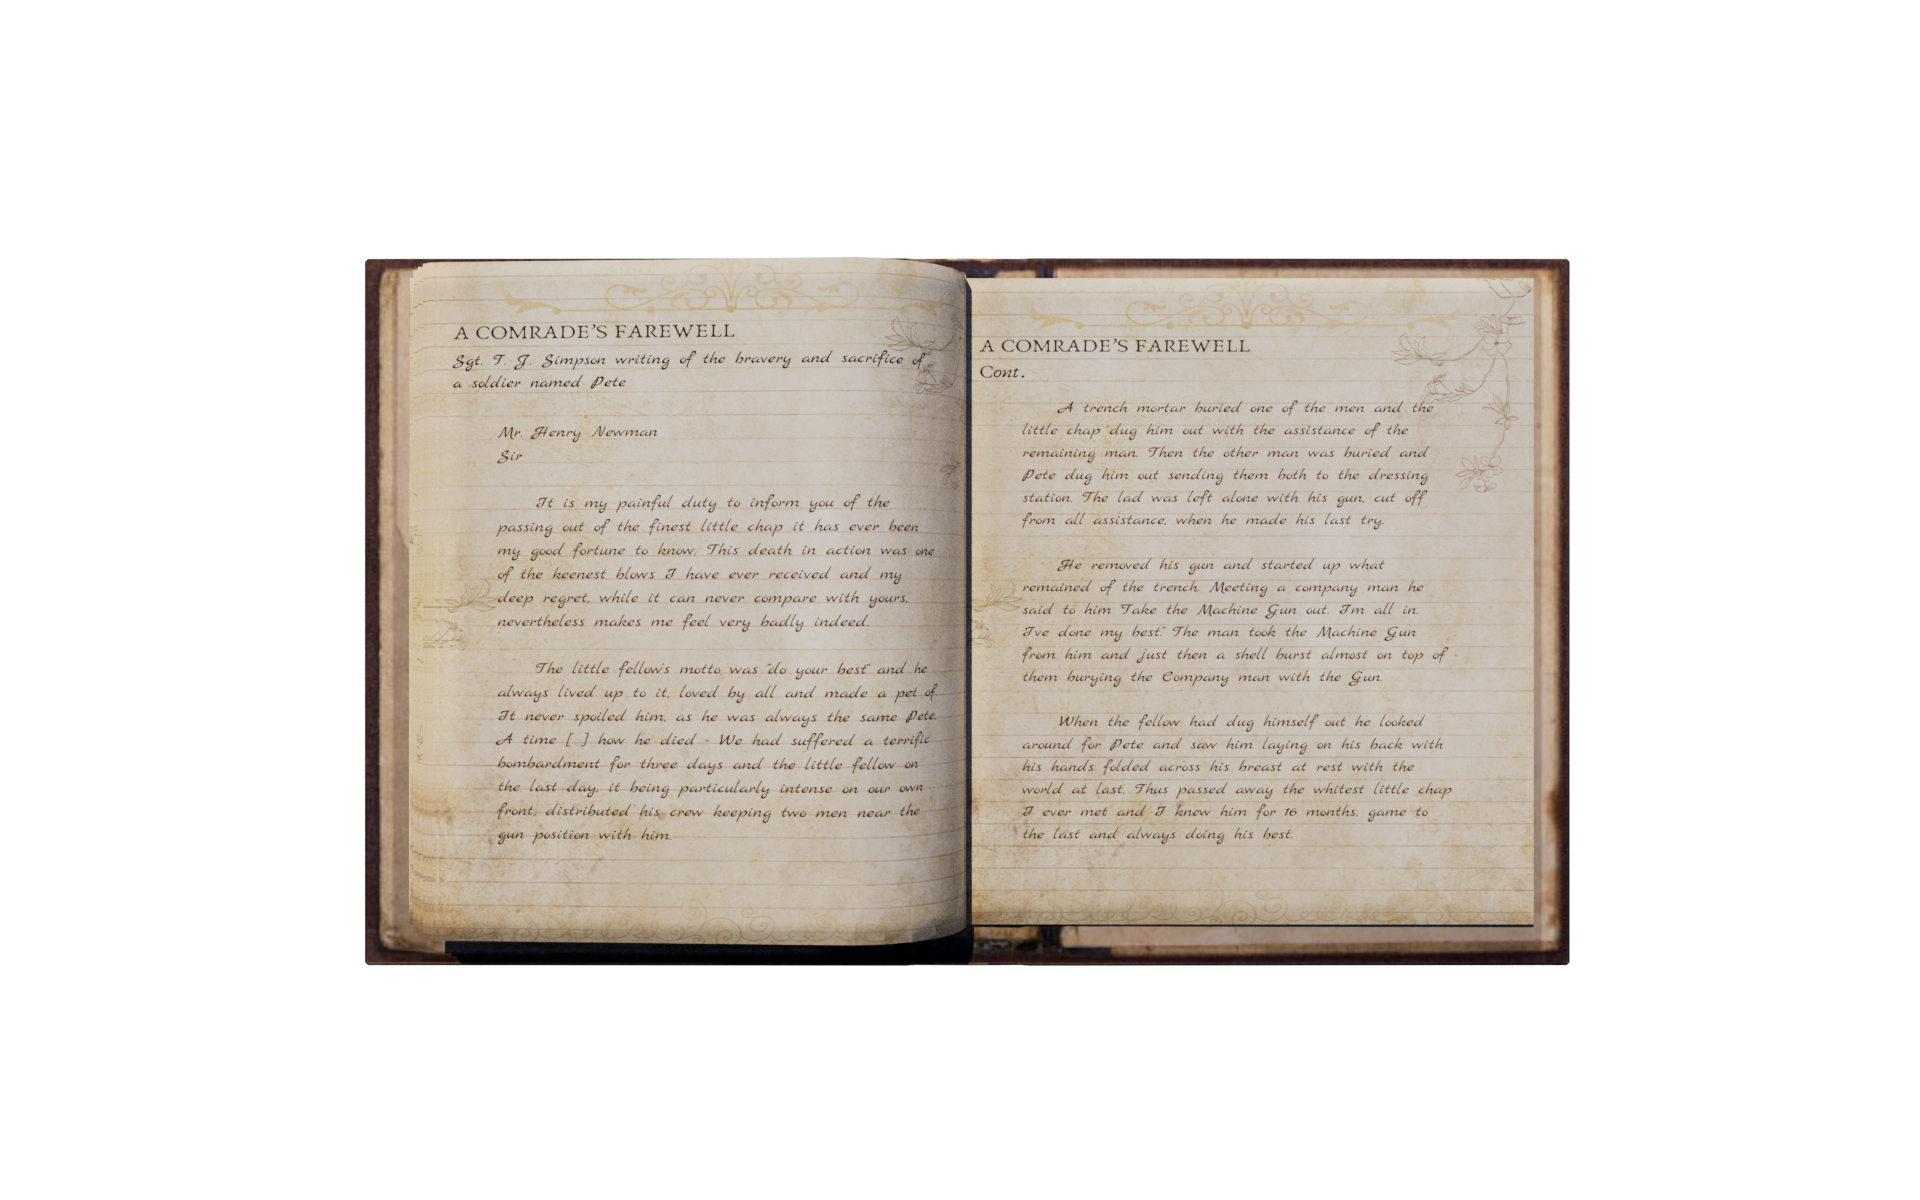 A COMRADE'S FAREWELL
Sgt. T. J. Simpson writing of the bravery and sacrifice of
a soldier named Pete
Mr. Henry Newman
Sir
It is my painful duty to inform you of the
passing out of the finest little chap it has ever been
my good fortune to know. This death in action was one
of the keenest blows I have ever received and my
deep regret, while it can never compare with yours,
nevertheless makes me feel very badly indeed.
The little fellow's motto was "do your best" and he
always lived up to it, loved by all and made a pet of.
It never spoiled him, as he was always the same Pete.
A time [ ] how he died - We had suffered a terrific
bombardment for three days and the little fellow on
the last day, it being particularly intense on our own
front, distributed his crew keeping two men near the
gun position with him.
A COMRADE'S FAREWELL
Cont.
A trench mortar buried one of the men and the
little chap dug him out with the assistance of the
remaining man. Then the other man was buried and
Pete dug him out sending them both to the dressing
station. The lad was left alone with his gun, cut off
from all assistance, when he made his last try.
He removed his gun and started up what
remained of the trench. Meeting a company man he
said to him Take the Machine Gun out. I'm all in.
I've done my best." The man took the Machine Gun
from him and just then a shell burst almost on top of
them burying the Company man with the Gun.
When the fellow had dug himself out he looked
around for Pete and saw him laying on his back with
his hands folded across his breast at rest with the
world at last. Thus passed away the whitest little chap
I ever met and I knew him for 16 months, game to
the last and always doing his best.